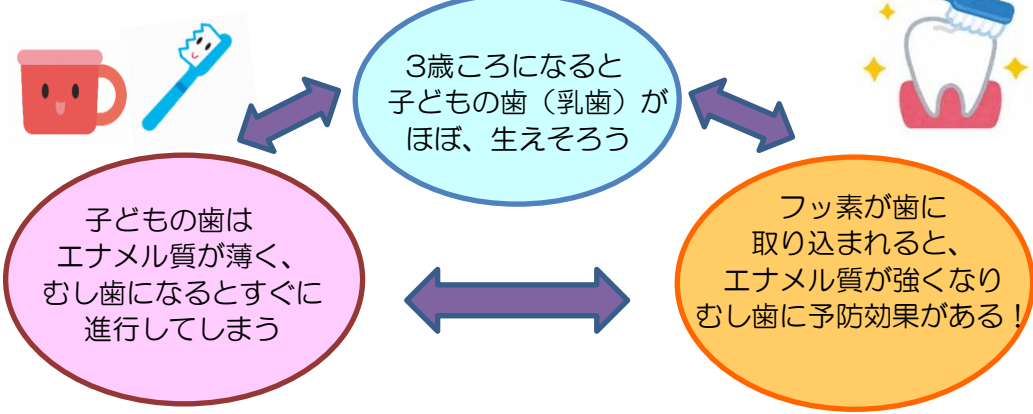 3歳ころになると
子どもの歯（乳歯）が
ほぼ、生えそろう
子どもの歯は
エナメル質が薄く、
むし歯になるとすぐに
進行してしまう
フッ素が歯に
取り込まれると、
エナメル質が強くなり
むし歯に予防効果がある！